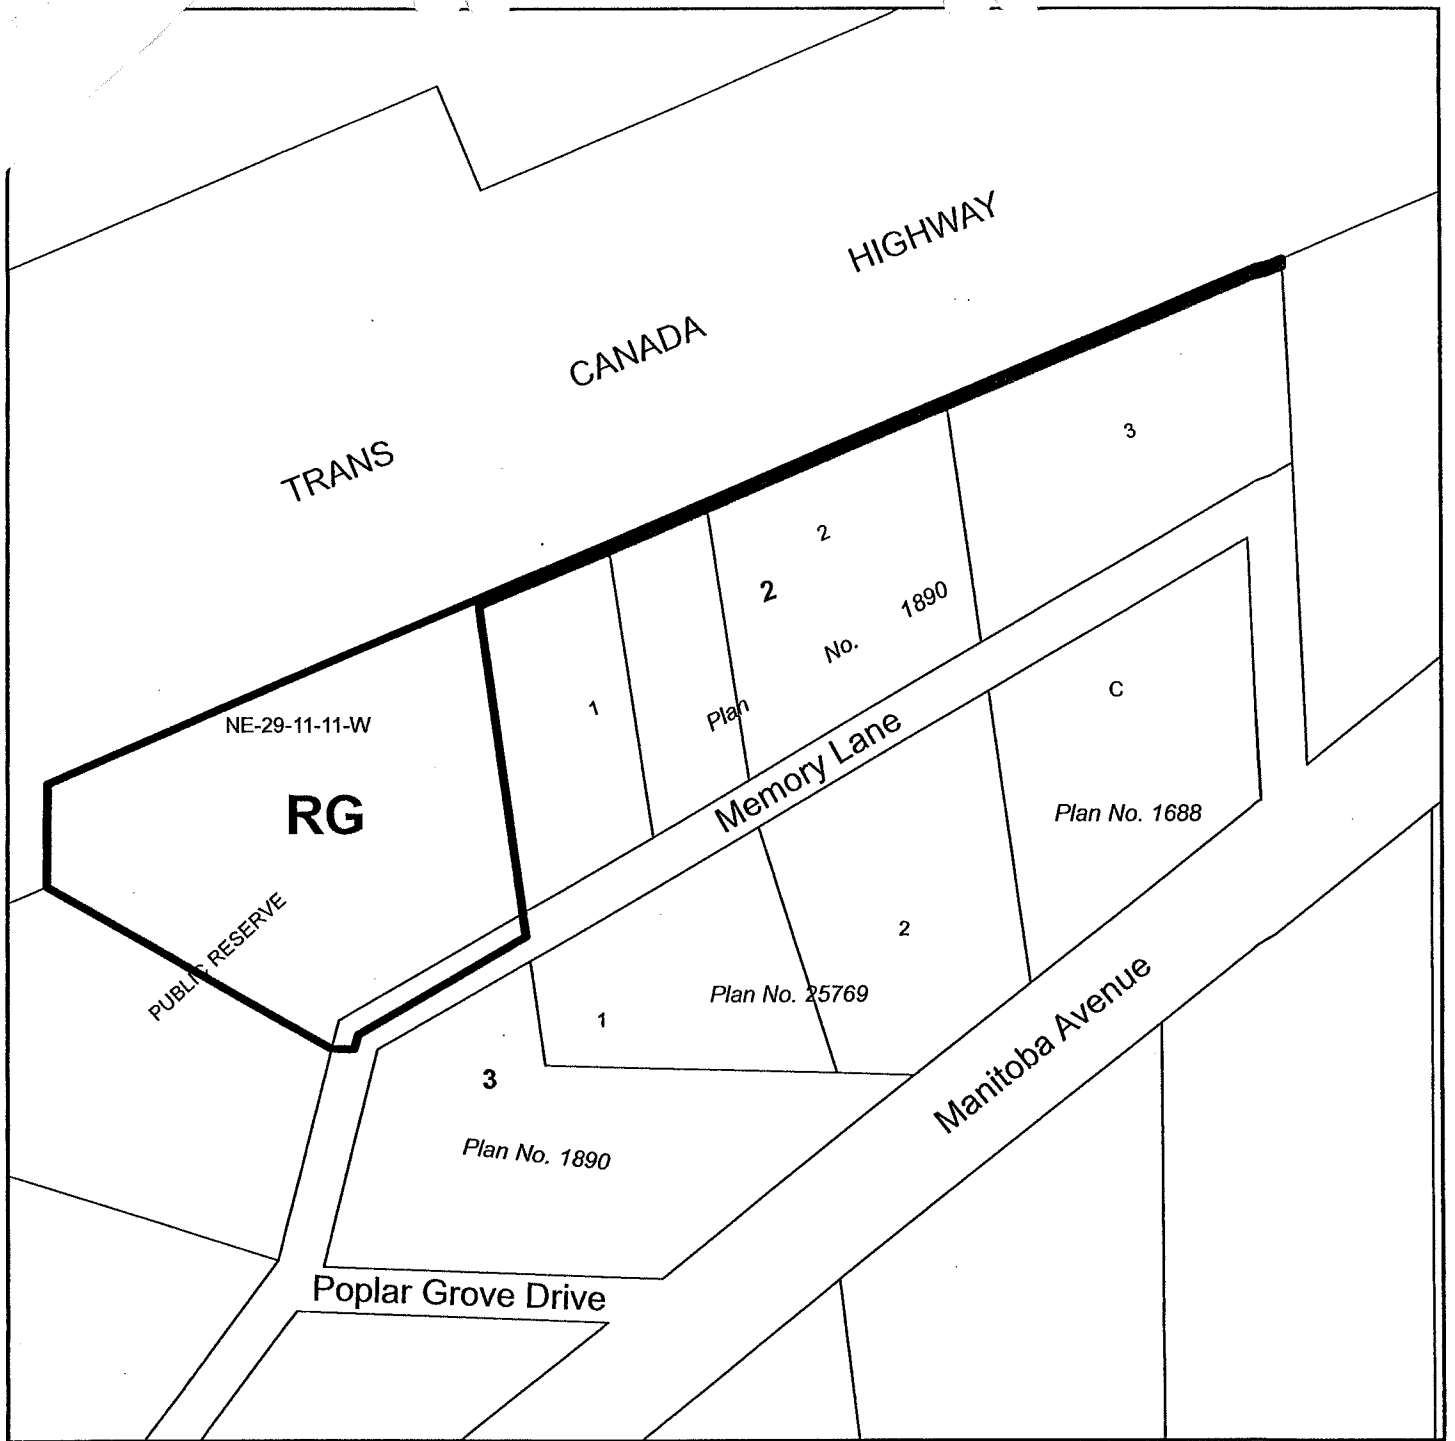 HIGHWAY
CANADA
TRANS
3
2
2
1890
No.
Plan
1
NE-29-11-11-W
RG
PUBLIC RESERVE
Memory Lane
C
Plan No. 1688
2
Plan No. 25769
1
3
Plan No. 1890
Manitoba Avenue
Poplar Grove Drive